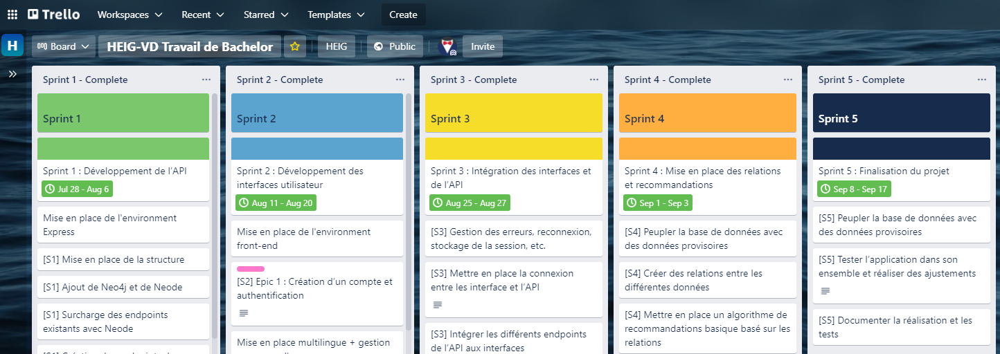 Trello
Workspaces
Recent
Starred
Templates
Create
H
Board
HEIG-VD Travail de Bachelor
HEIG
Public
Invite
Sprint 1 - Complete
Sprint 1
Sprint 1 : Développement de l'API
Jul 28 - Aug 6
Mise en place de l'environment
Express
[S1] Mise en place de la structure
[S1] Ajout de Neo4j et de Neode
[S1] Surcharge des endpoints
existants avec Neode
Sprint 2 - Complete
Sprint 2
Sprint 2 : Développement des
interfaces utilisateur
Aug 11 - Aug 20
Mise en place de l'environment
front-end
[S2] Epic 1 : Création d'un compte et
authentification
Mise en place multilingue + gestion
Sprint 3 - Complete
Sprint 3
Sprint 3 : Intégration des interfaces et
de l'API
Aug 25 - Aug 27
[S3] Gestion des erreurs, reconnexion,
stockage de la session, etc.
[S3] Mettre en place la connexion
entre les interface et l'API
[S3] Intégrer les différents endpoints
de l'API aux interfaces
Sprint 4 - Complete
Sprint 4
Sprint 4 : Mise en place des relations
et recommandations
Sep 1 - Sep 3
[S4] Peupler la base de données avec
des données provisoires
[S4] Créer des relations entre les
différentes données
[S4] Mettre en place un algorithme de
recommandations basique basé sur les
relations
Sprint 5 - Complete
Sprint 5
Sprint 5 : Finalisation du projet
Sep 8 - Sep 17
[S5] Peupler la base de données avec
des données provisoires
[S5] Tester l'application dans son
ensemble et réaliser des ajustements
[S5] Documenter la réalisation et les
tests